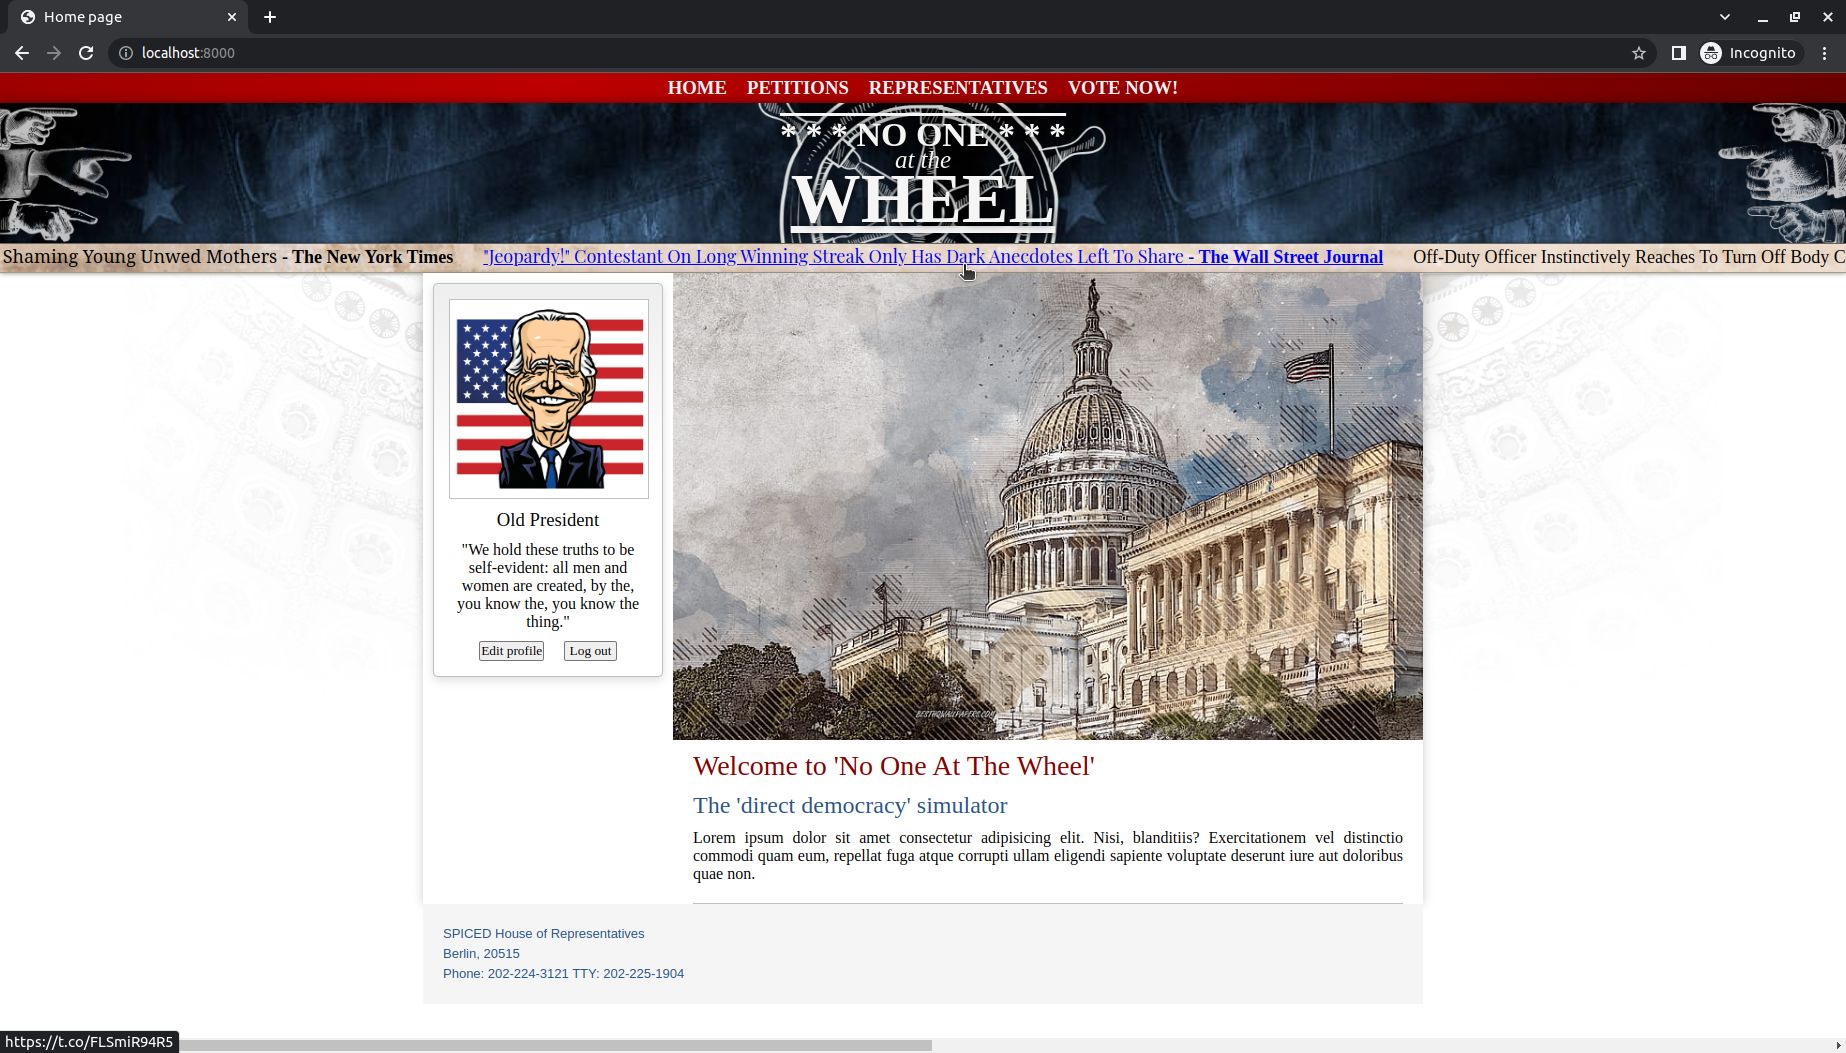 Home page
localhost:8000
Incognito
HOME PETITIONS REPRESENTATIVES VOTE NOW!
* * * NO ONE * * *
at the
WHEEL
Shaming Young Unwed Mothers - The New York Times "Jeopardy!" Contestant On Long Winning Streak Only Has Dark Anecdotes Left To Share - The Wall Street Journal Off-Duty Officer Instinctively Reaches To Turn Off Body C
Old President
"We hold these truths to be
self-evident: all men and
women are created, by the,
you know the, you know the
thing."
Edit profile Log out
BESTHQWALLPAPERS.COM
Welcome to 'No One At The Wheel'
The 'direct democracy' simulator
Lorem ipsum dolor sit amet consectetur adipisicing elit. Nisi, blanditiis? Exercitationem vel distinctio
commodi quam eum, repellat fuga atque corrupti ullam eligendi sapiente voluptate deserunt iure aut doloribus
quae non.
SPICED House of Representatives
Berlin, 20515
Phone: 202-224-3121 TTY: 202-225-1904
https://t.co/FLSmiR94R5